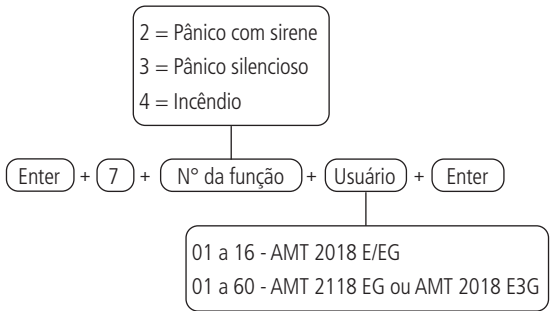 2 = Pânico com sirene
3 = Pânico silencioso
4 = Incêndio
Enter + 7 + N° da função + Usuário + Enter
01 a 16 - AMT 2018 E/EG
01 a 60 - AMT 2118 EG ou AMT 2018 E3G